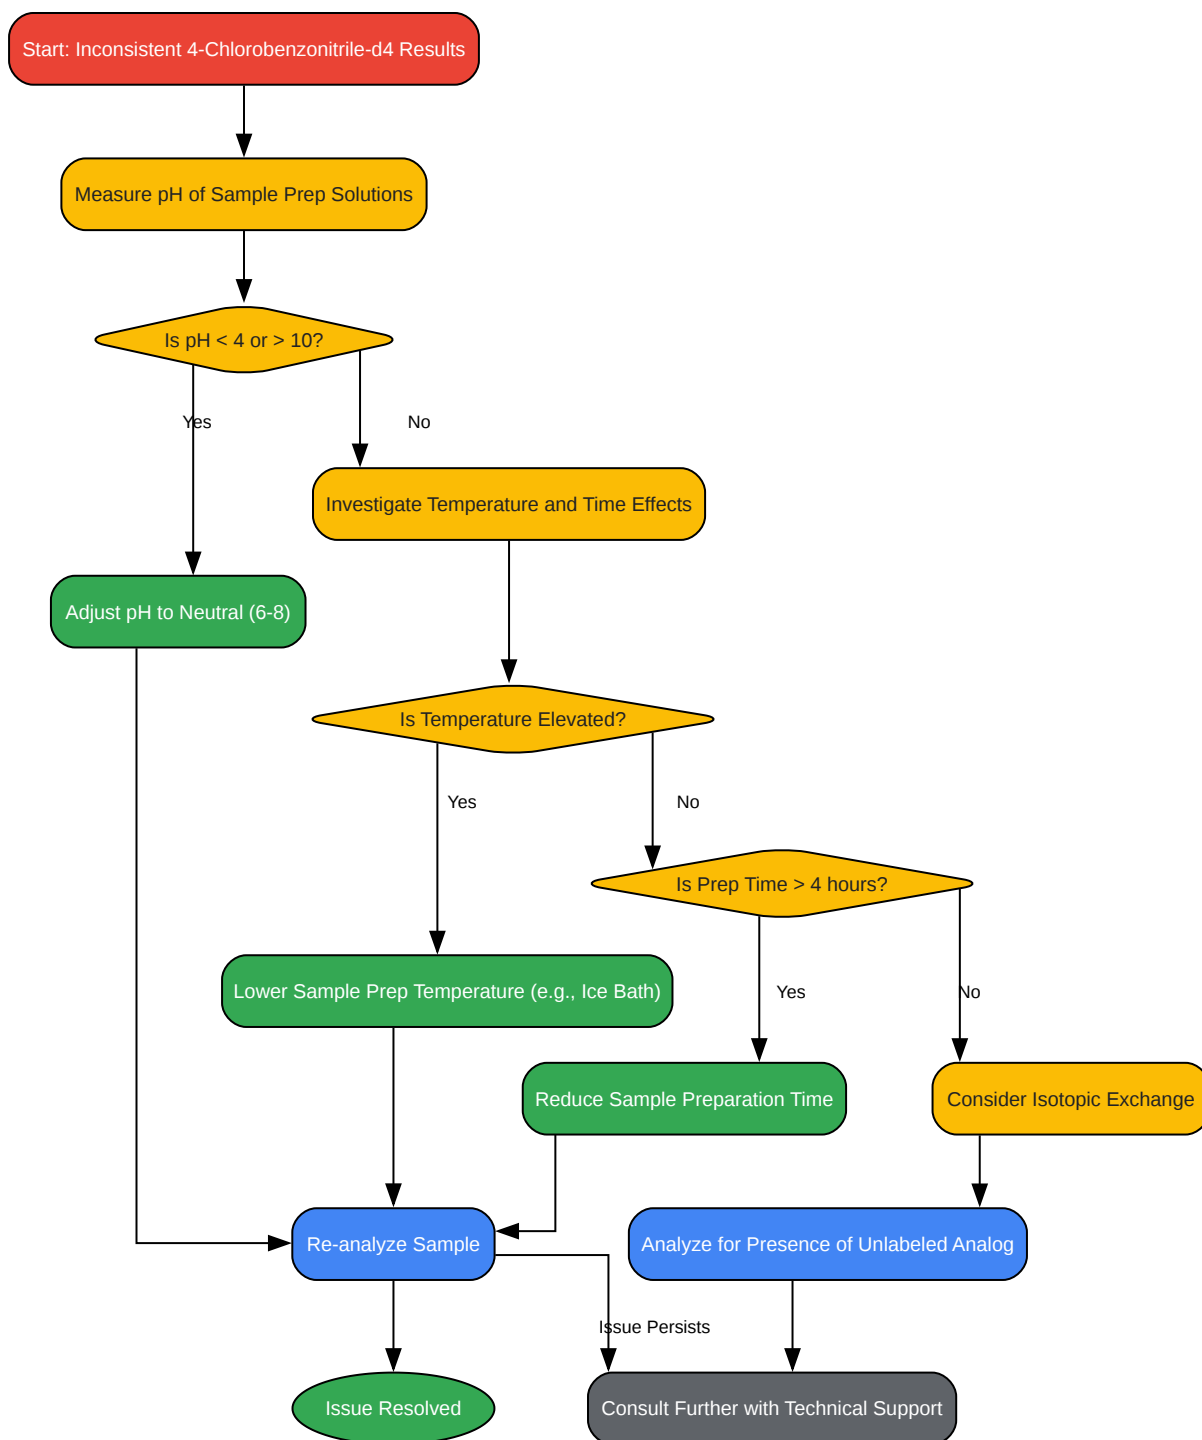 Start: Inconsistent 4-Chlorobenzonitrile-d4 Results
Measure pH of Sample Prep Solutions
Is pH < 4 or > 10?
Yes
No
Investigate Temperature and Time Effects
Adjust pH to Neutral (6-8)
Is Temperature Elevated?
Yes
No
Is Prep Time > 4 hours?
Lower Sample Prep Temperature (e.g., Ice Bath)
Yes
No
Reduce Sample Preparation Time
Consider Isotopic Exchange
Re-analyze Sample
Analyze for Presence of Unlabeled Analog
Issue Persists
Issue Resolved
Consult Further with Technical Support